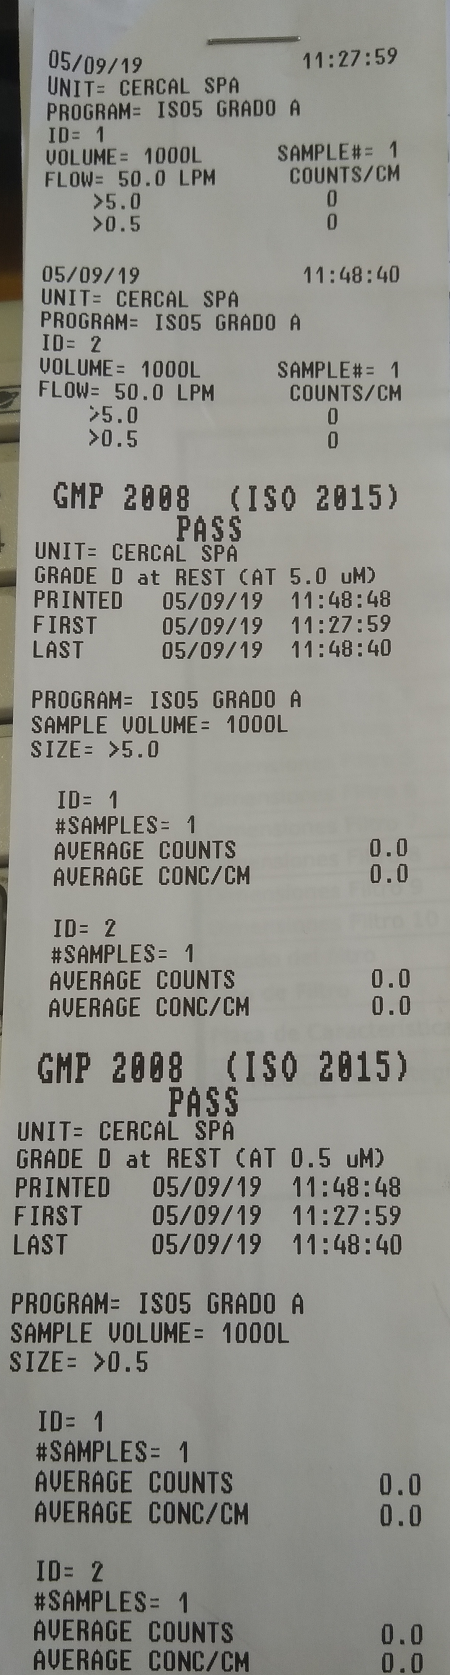 05/09/19 11:27:59
UNIT= CERCAL SPA
PROGRAM= ISO5 GRADO A
ID= 1
VOLUME= 1000L SAMPLE#= 1
FLOW= 50.0 LPM COUNTS/CM
>5.0 0
>0.5 0
05/09/19 11:48:40
UNIT= CERCAL SPA
PROGRAM= ISO5 GRADO A
ID= 2
VOLUME= 1000L SAMPLE#= 1
FLOW= 50.0 LPM COUNTS/CM
>5.0 0
>0.5 0
GMP 2008 (ISO 2015)
PASS
UNIT= CERCAL SPA
GRADE D at REST (AT 5.0 uM)
PRINTED 05/09/19 11:48:48
FIRST 05/09/19 11:27:59
LAST 05/09/19 11:48:40
PROGRAM= ISO5 GRADO A
SAMPLE VOLUME= 1000L
SIZE= >5.0
ID= 1
#SAMPLES= 1
AVERAGE COUNTS 0.0
AVERAGE CONC/CM 0.0
ID= 2
#SAMPLES= 1
AVERAGE COUNTS 0.0
AVERAGE CONC/CM 0.0
GMP 2008 (ISO 2015)
PASS
UNIT= CERCAL SPA
GRADE D at REST (AT 0.5 uM)
PRINTED 05/09/19 11:48:48
FIRST 05/09/19 11:27:59
LAST 05/09/19 11:48:40
PROGRAM= ISO5 GRADO A
SAMPLE VOLUME= 1000L
SIZE= >0.5
ID= 1
#SAMPLES= 1
AVERAGE COUNTS 0.0
AVERAGE CONC/CM 0.0
ID= 2
#SAMPLES= 1
AVERAGE COUNTS 0.0
AVERAGE CONC/CM 0.0